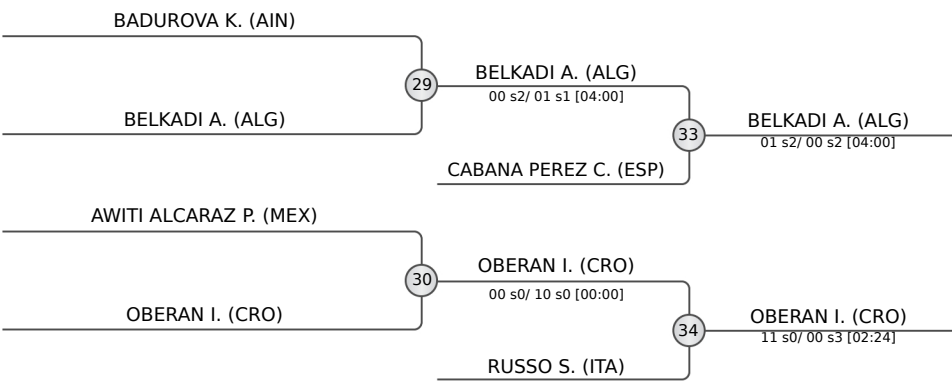 BADUROVA K. (AIN)
29
BELKADI A. (ALG)
BELKADI A. (ALG)
00 s2/ 01 s1 [04:00]
33
CABANA PEREZ C. (ESP)
BELKADI A. (ALG)
01 s2/ 00 s2 [04:00]
AWITI ALCARAZ P. (MEX)
30
OBERAN I. (CRO)
OBERAN I. (CRO)
00 s0/ 10 s0 [00:00]
34
RUSSO S. (ITA)
OBERAN I. (CRO)
11 s0/ 00 s3 [02:24]